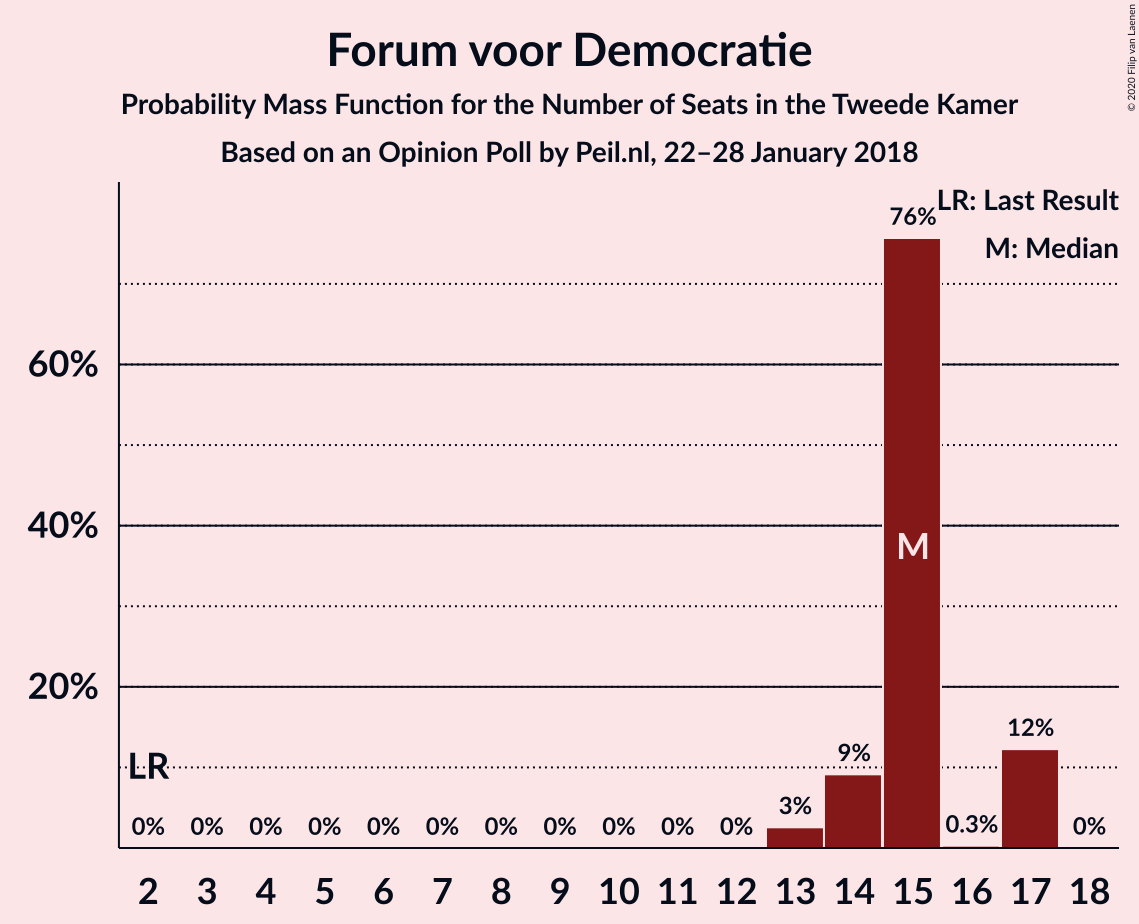 Forum voor Democratie
Probability Mass Function for the Number of Seats in the Tweede Kamer
Based on an Opinion Poll by Peil.nl, 22–28 January 2018
© 2020 Filip van Laenen
LR: Last Result
M: Median
76%
60%
40%
M
20%
12%
9%
LR
3%
0% 0% 0% 0% 0% 0% 0% 0% 0% 0% 0% 0.3% 0%
2 3 4 5 6 7 8 9 10 11 12 13 14 15 16 17 18